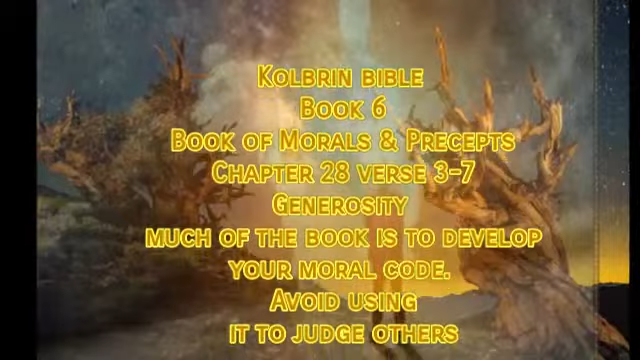 Kolbrin bible
Book 6
Book of Morals & Precepts
Chapter 28 verse 3-7
Generosity
much of the book is to develop
your moral code.
Avoid using
it to judge others